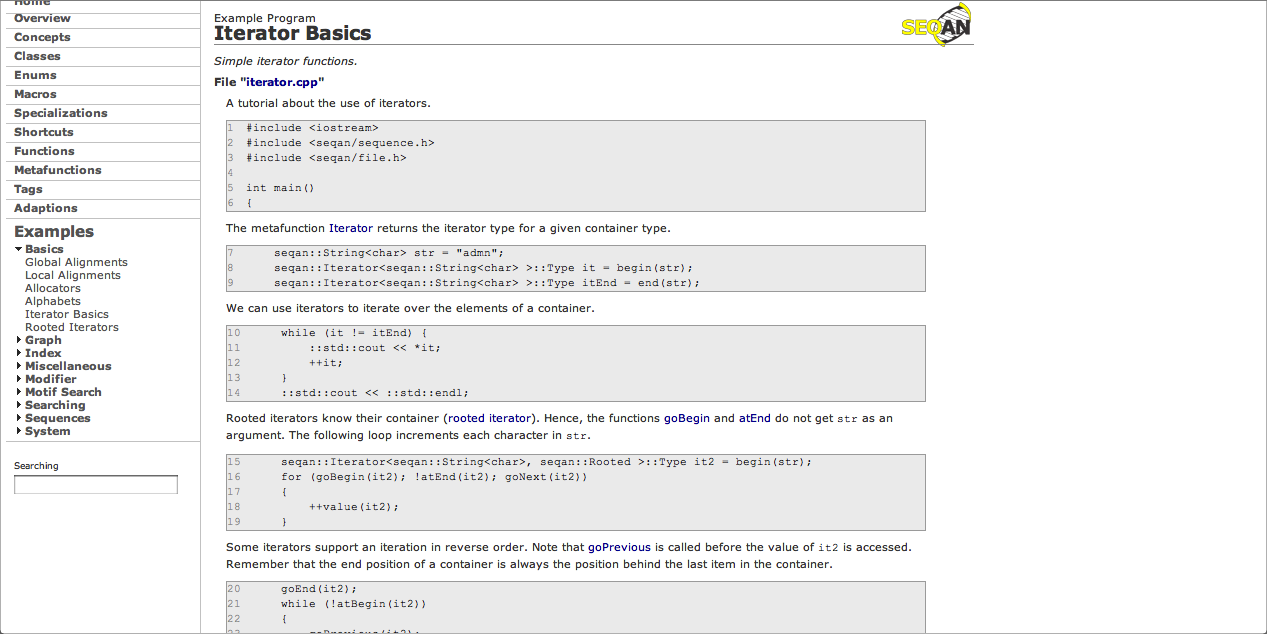 Home
Overview
Concepts
Classes
Enums
Macros
Specializations
Shortcuts
Functions
Metafunctions
Tags
Adaptions
Examples
Basics
Global Alignments
Local Alignments
Allocators
Alphabets
Iterator Basics
Rooted Iterators
Graph
Index
Miscellaneous
Modifier
Motif Search
Searching
Sequences
System
Searching
Example Program
Iterator Basics
SEQAN
Simple iterator functions.
File "iterator.cpp"
A tutorial about the use of iterators.
1 #include <iostream>
2 #include <seqan/sequence.h>
3 #include <seqan/file.h>
4
5 int main()
6 {
The metafunction Iterator returns the iterator type for a given container type.
7 seqan::String<char> str = "admn";
8 seqan::Iterator<seqan::String<char> >::Type it = begin(str);
9 seqan::Iterator<seqan::String<char> >::Type itEnd = end(str);
We can use iterators to iterate over the elements of a container.
10 while (it != itEnd) {
11 ::std::cout << *it;
12 ++it;
13 }
14 ::std::cout << ::std::endl;
Rooted iterators know their container (rooted iterator). Hence, the functions goBegin and atEnd do not get str as an
argument. The following loop increments each character in str.
15 seqan::Iterator<seqan::String<char>, seqan::Rooted >::Type it2 = begin(str);
16 for (goBegin(it2); !atEnd(it2); goNext(it2))
17 {
18 ++value(it2);
19 }
Some iterators support an iteration in reverse order. Note that goPrevious is called before the value of it2 is accessed.
Remember that the end position of a container is always the position behind the last item in the container.
20 goEnd(it2);
21 while (!atBegin(it2))
22 {
23 goPrevious(it2);